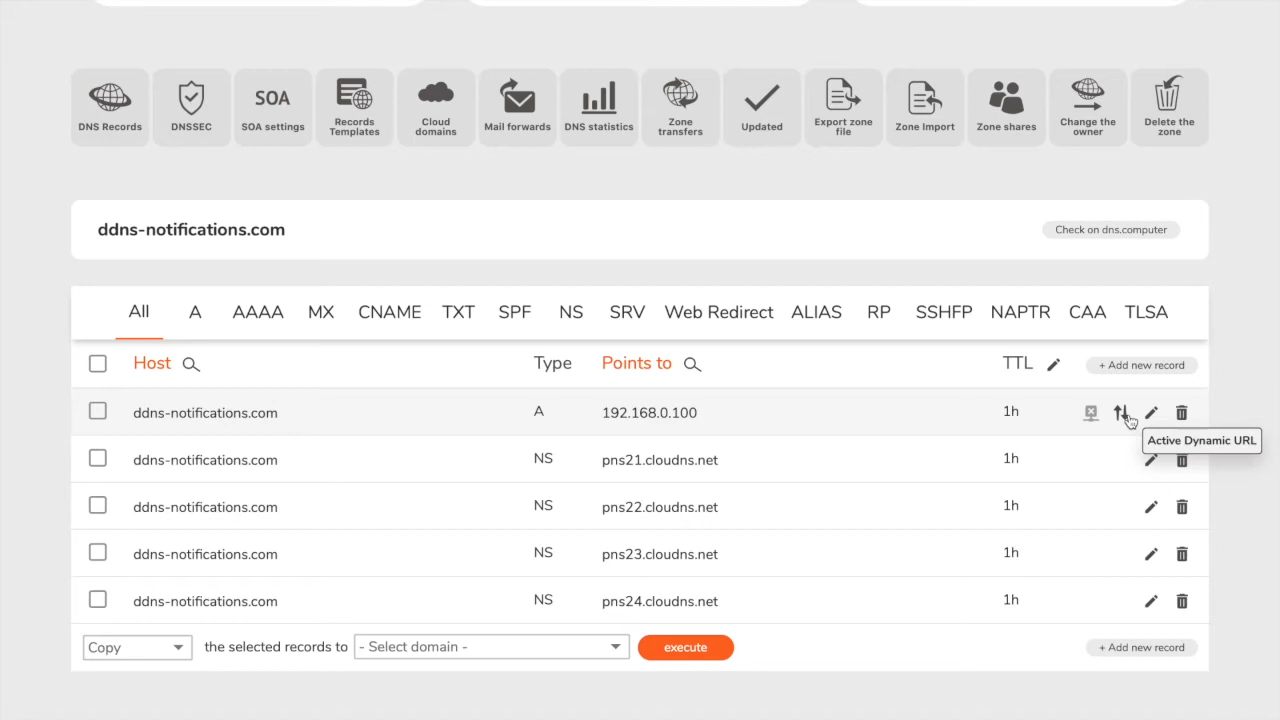 DNS Records
DNSSEC
SOA
SOA settings
Records
Templates
Cloud
domains
Mail forwards
DNS statistics
Zone
transfers
Updated
Export zone
file
Zone Import
Zone shares
Change the
owner
Delete the
zone
ddns-notifications.com
Check on dns.computer
All A AAAA MX CNAME TXT SPF NS SRV Web Redirect ALIAS RP SSHFP NAPTR CAA TLSA
Host Type Points to TTL + Add new record
ddns-notifications.com A 192.168.0.100 1h
Active Dynamic URL
ddns-notifications.com NS pns21.cloudns.net 1h
ddns-notifications.com NS pns22.cloudns.net 1h
ddns-notifications.com NS pns23.cloudns.net 1h
ddns-notifications.com NS pns24.cloudns.net 1h
Copy the selected records to - Select domain - execute + Add new record